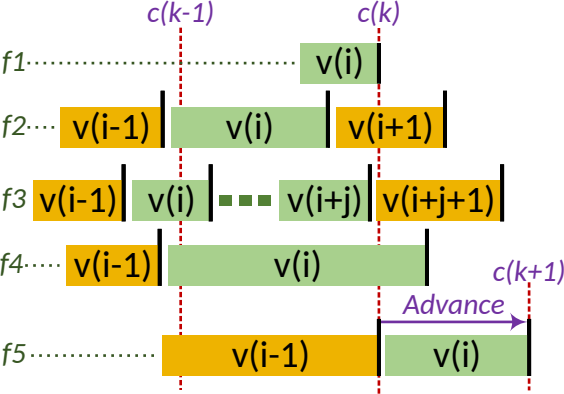 c(k-1) c(k)
f1 v(i)
f2 v(i-1) v(i) v(i+1)
f3 v(i-1) v(i) v(i+j) v(i+j+1)
f4 v(i-1) v(i)
c(k+1)
Advance
f5 v(i-1) v(i)